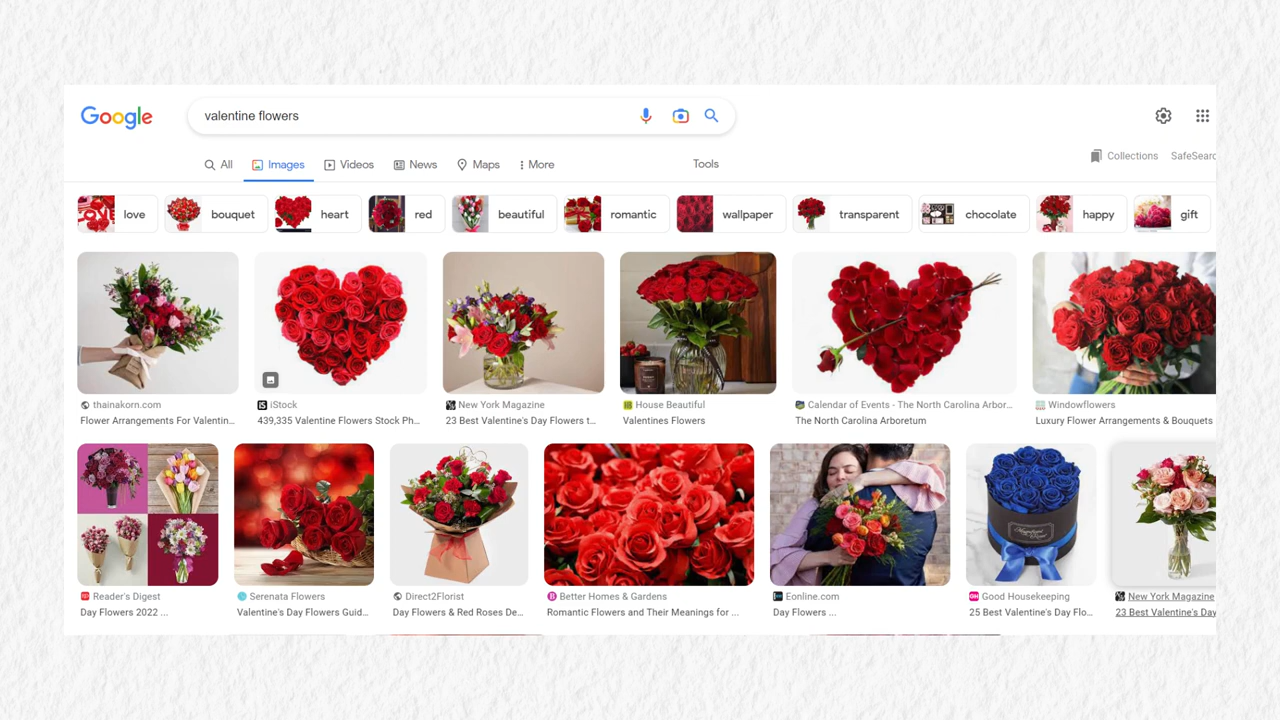 Google
valentine flowers
All
Images
Videos
News
Maps
More
Tools
Collections
SafeSearc
love
bouquet
heart
red
beautiful
romantic
wallpaper
transparent
chocolate
happy
gift
thainakorn.com
Flower Arrangements For Valentin...
iStock
439,335 Valentine Flowers Stock Ph...
New York Magazine
23 Best Valentine's Day Flowers t...
House Beautiful
Valentines Flowers
Calendar of Events - The North Carolina Arbor...
The North Carolina Arboretum
Windowflowers
Luxury Flower Arrangements & Bouquets
Reader's Digest
Day Flowers 2022 ...
Serenata Flowers
Valentine's Day Flowers Guid...
Direct2Florist
Day Flowers & Red Roses De...
Better Homes & Gardens
Romantic Flowers and Their Meanings for ...
Eonline.com
Day Flowers ...
Good Housekeeping
25 Best Valentine's Day Flo...
New York Magazine
23 Best Valentine's Day